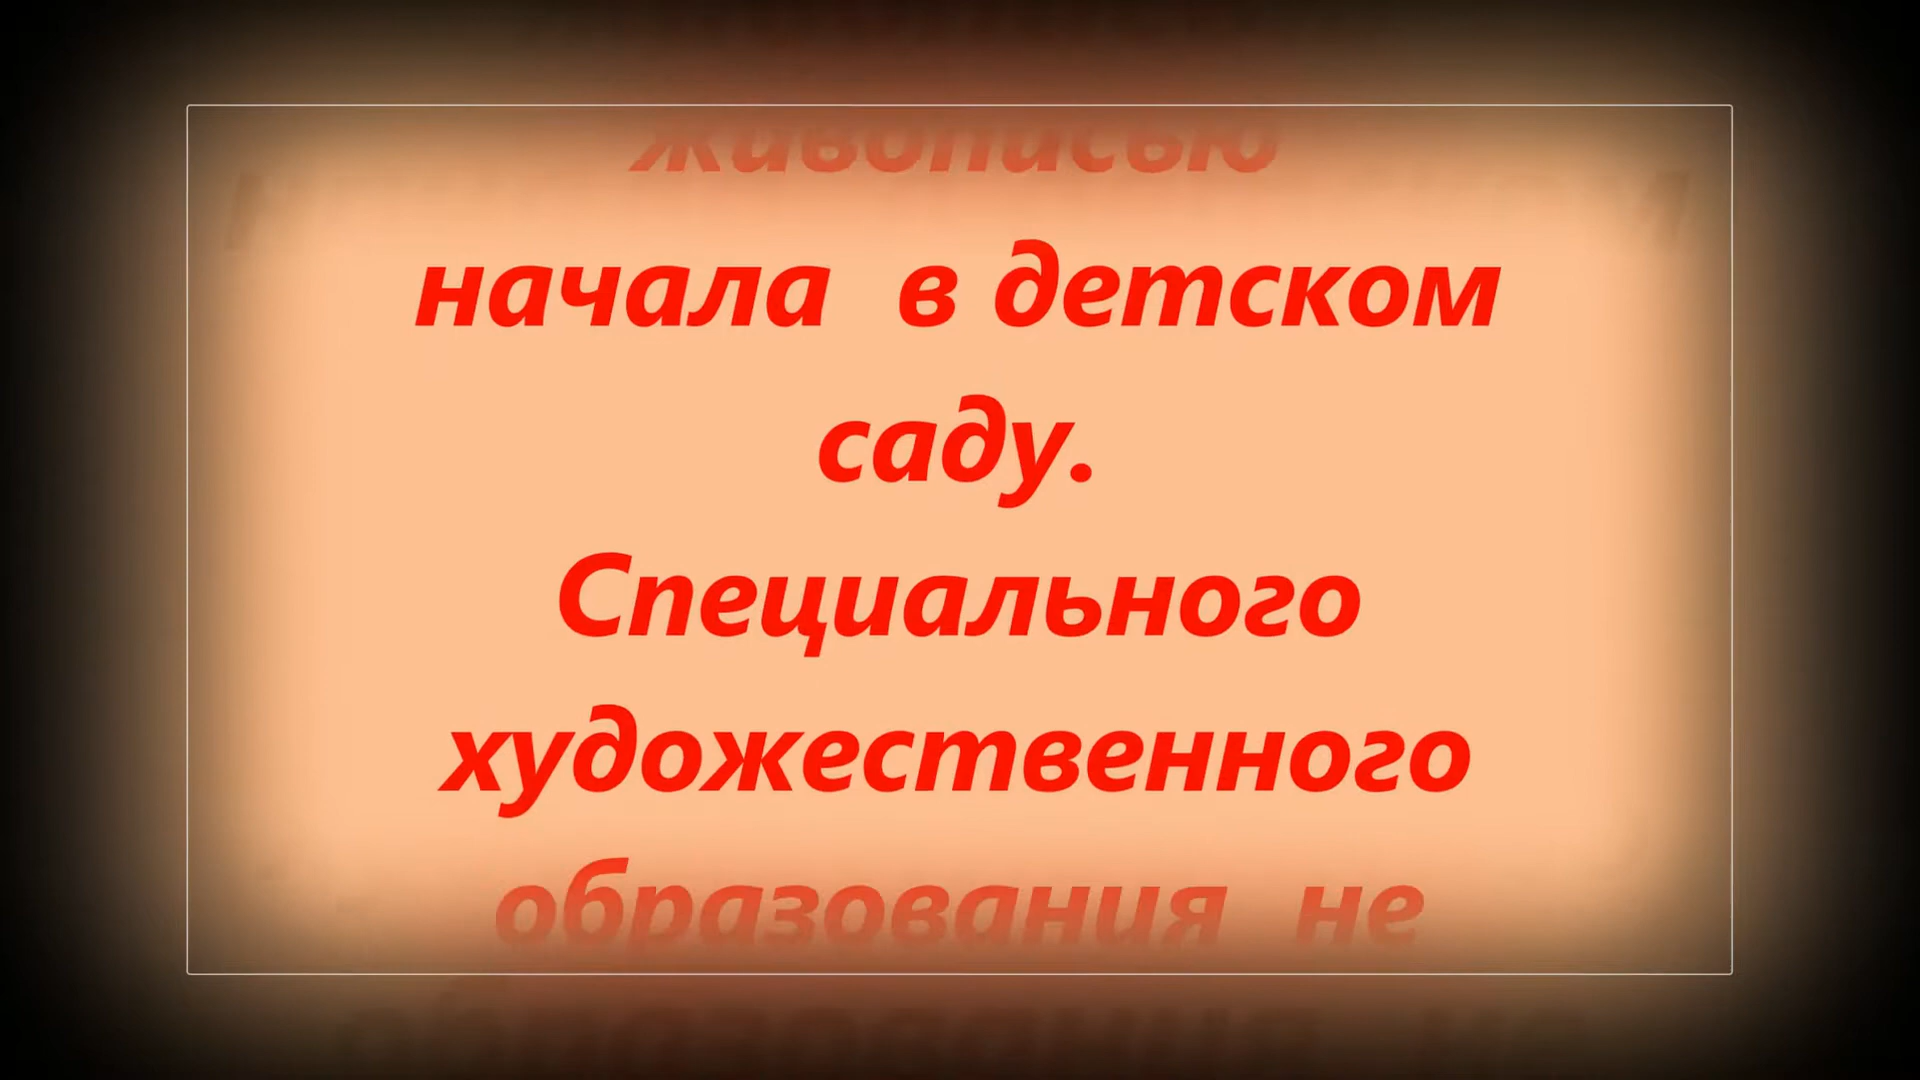 живописью
начала в детском
саду.
Специального
художественного
образования не